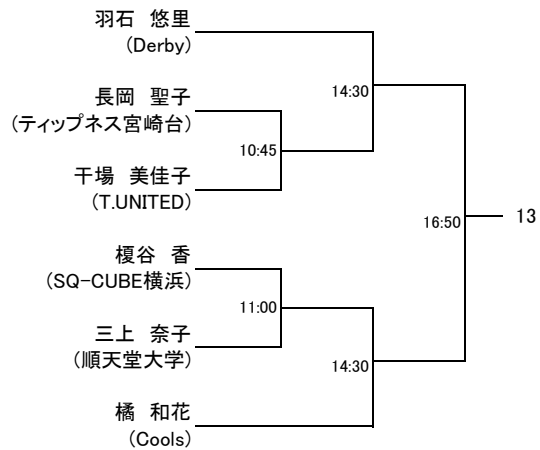 羽石　悠里
(Derby)
14:30
長岡　聖子
(ティップネス宮崎台)
10:45
干場　美佳子
(T.UNITED)
16:50
13
榎谷　香
(SQ-CUBE横浜)
11:00
三上　奈子
(順天堂大学)
14:30
橘　和花
(Cools)